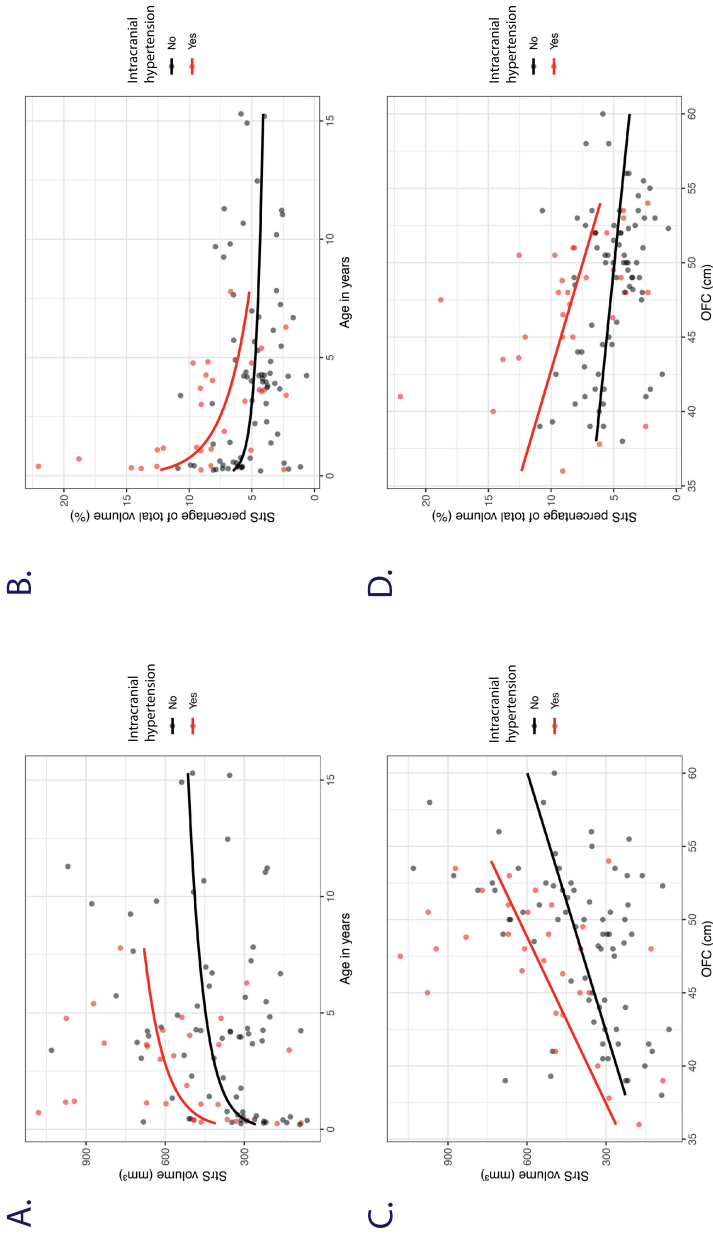 A.
StrS volume (mm³)
900
600
300
0
5
10
15
Age in years
Intracranial
hypertension
No
Yes
B.
StrS percentage of total volume (%)
20
15
10
5
0
0
5
10
15
Age in years
Intracranial
hypertension
No
Yes
C.
StrS volume (mm³)
900
600
300
35
40
45
50
55
60
OFC (cm)
Intracranial
hypertension
No
Yes
D.
StrS percentage of total volume (%)
20
15
10
5
0
35
40
45
50
55
60
OFC (cm)
Intracranial
hypertension
No
Yes